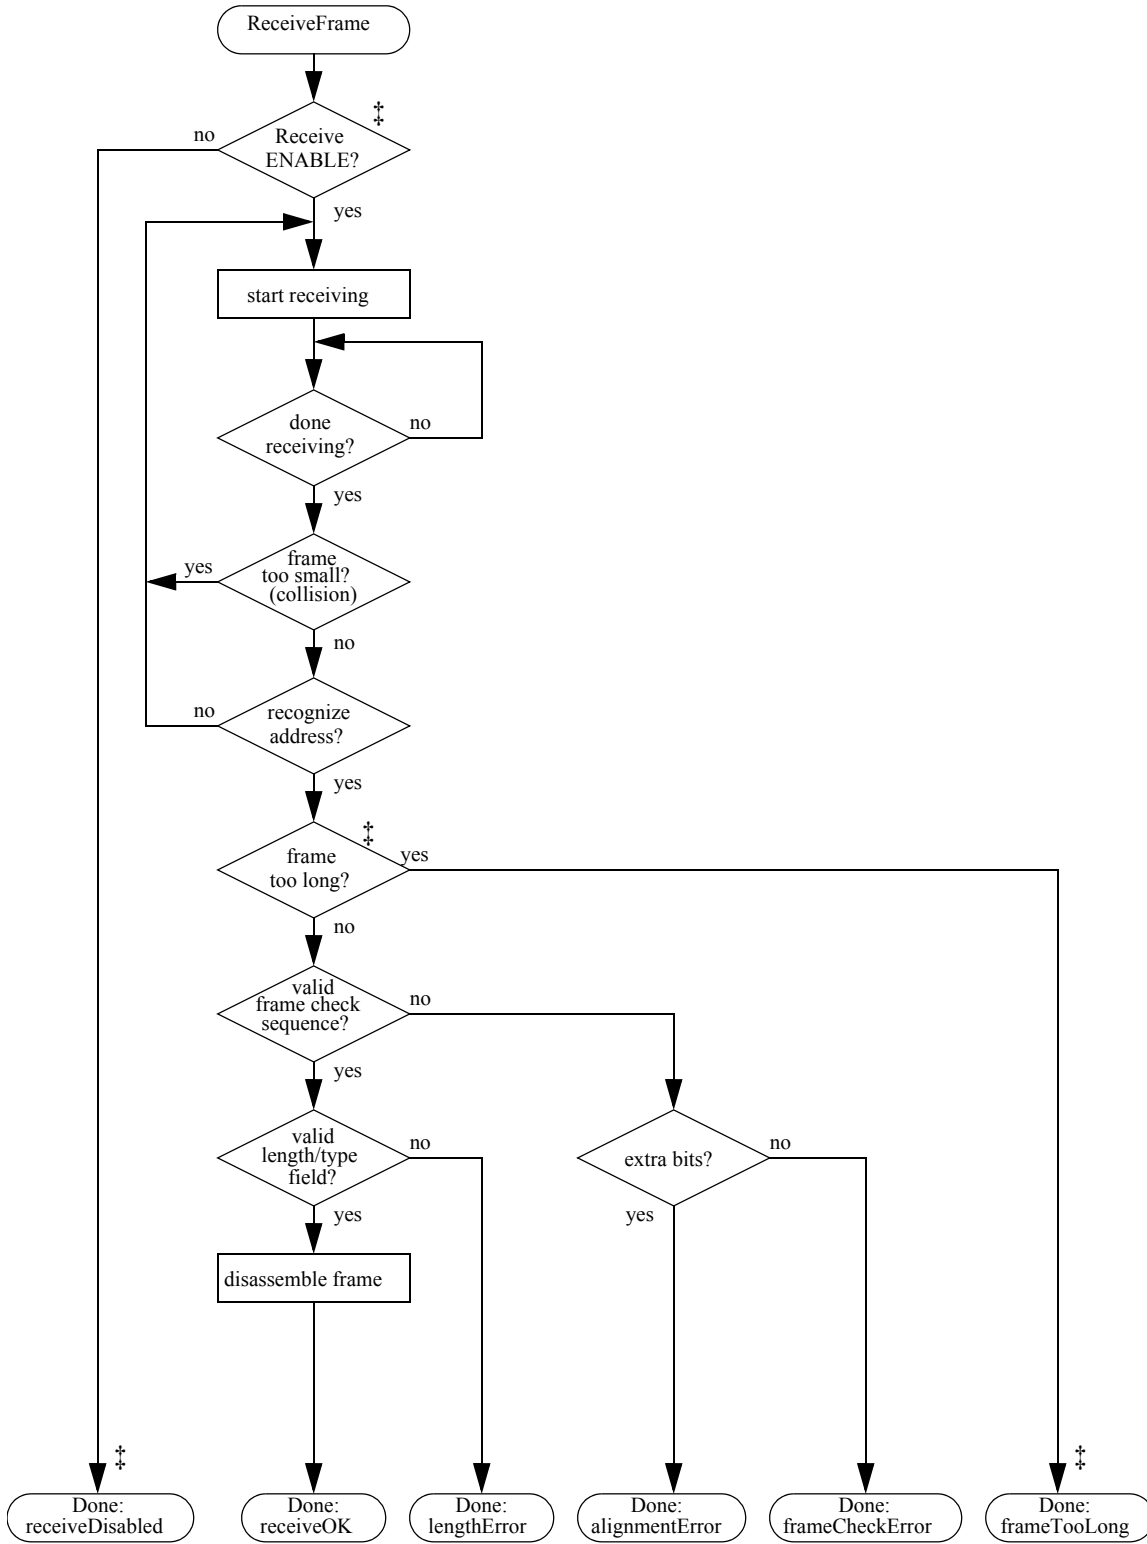 ReceiveFrame
‡
no
Receive
ENABLE?
yes
start receiving
done
receiving?
no
yes
frame
too small?
(collision)
yes
no
no
recognize
address?
yes
‡
frame
too long?
yes
no
valid
frame check
sequence?
no
yes
valid
length/type
field?
no
extra bits?
no
yes
yes
disassemble frame
‡
‡
Done:
receiveDisabled
Done:
receiveOK
Done:
lengthError
Done:
alignmentError
Done:
frameCheckError
Done:
frameTooLong